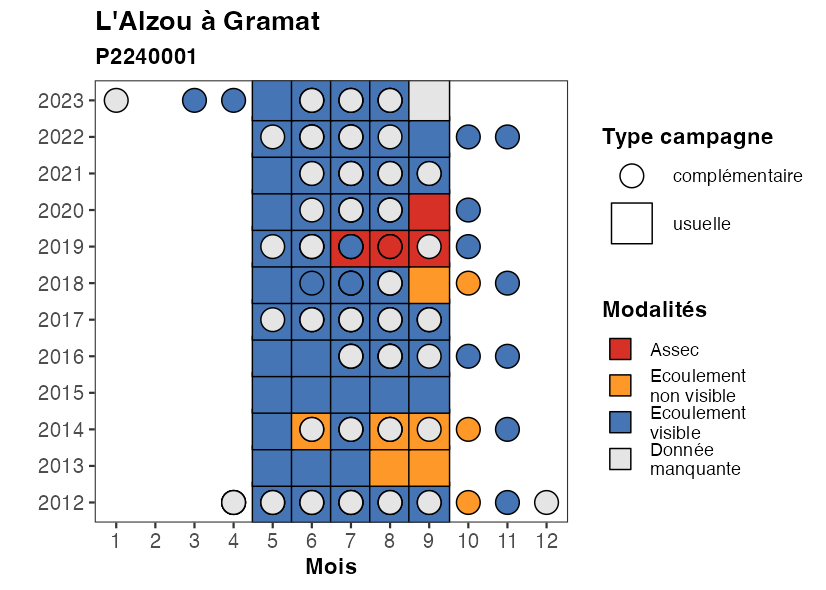 L'Alzou à Gramat
P2240001
2023
2022
2021
2020
2019
2018
2017
2016
2015
2014
2013
2012
1 2 3 4 5 6 7 8 9 10 11 12
Mois
Type campagne
complémentaire
usuelle
Modalités
Assec
Ecoulement
non visible
Ecoulement
visible
Donnée
manquante